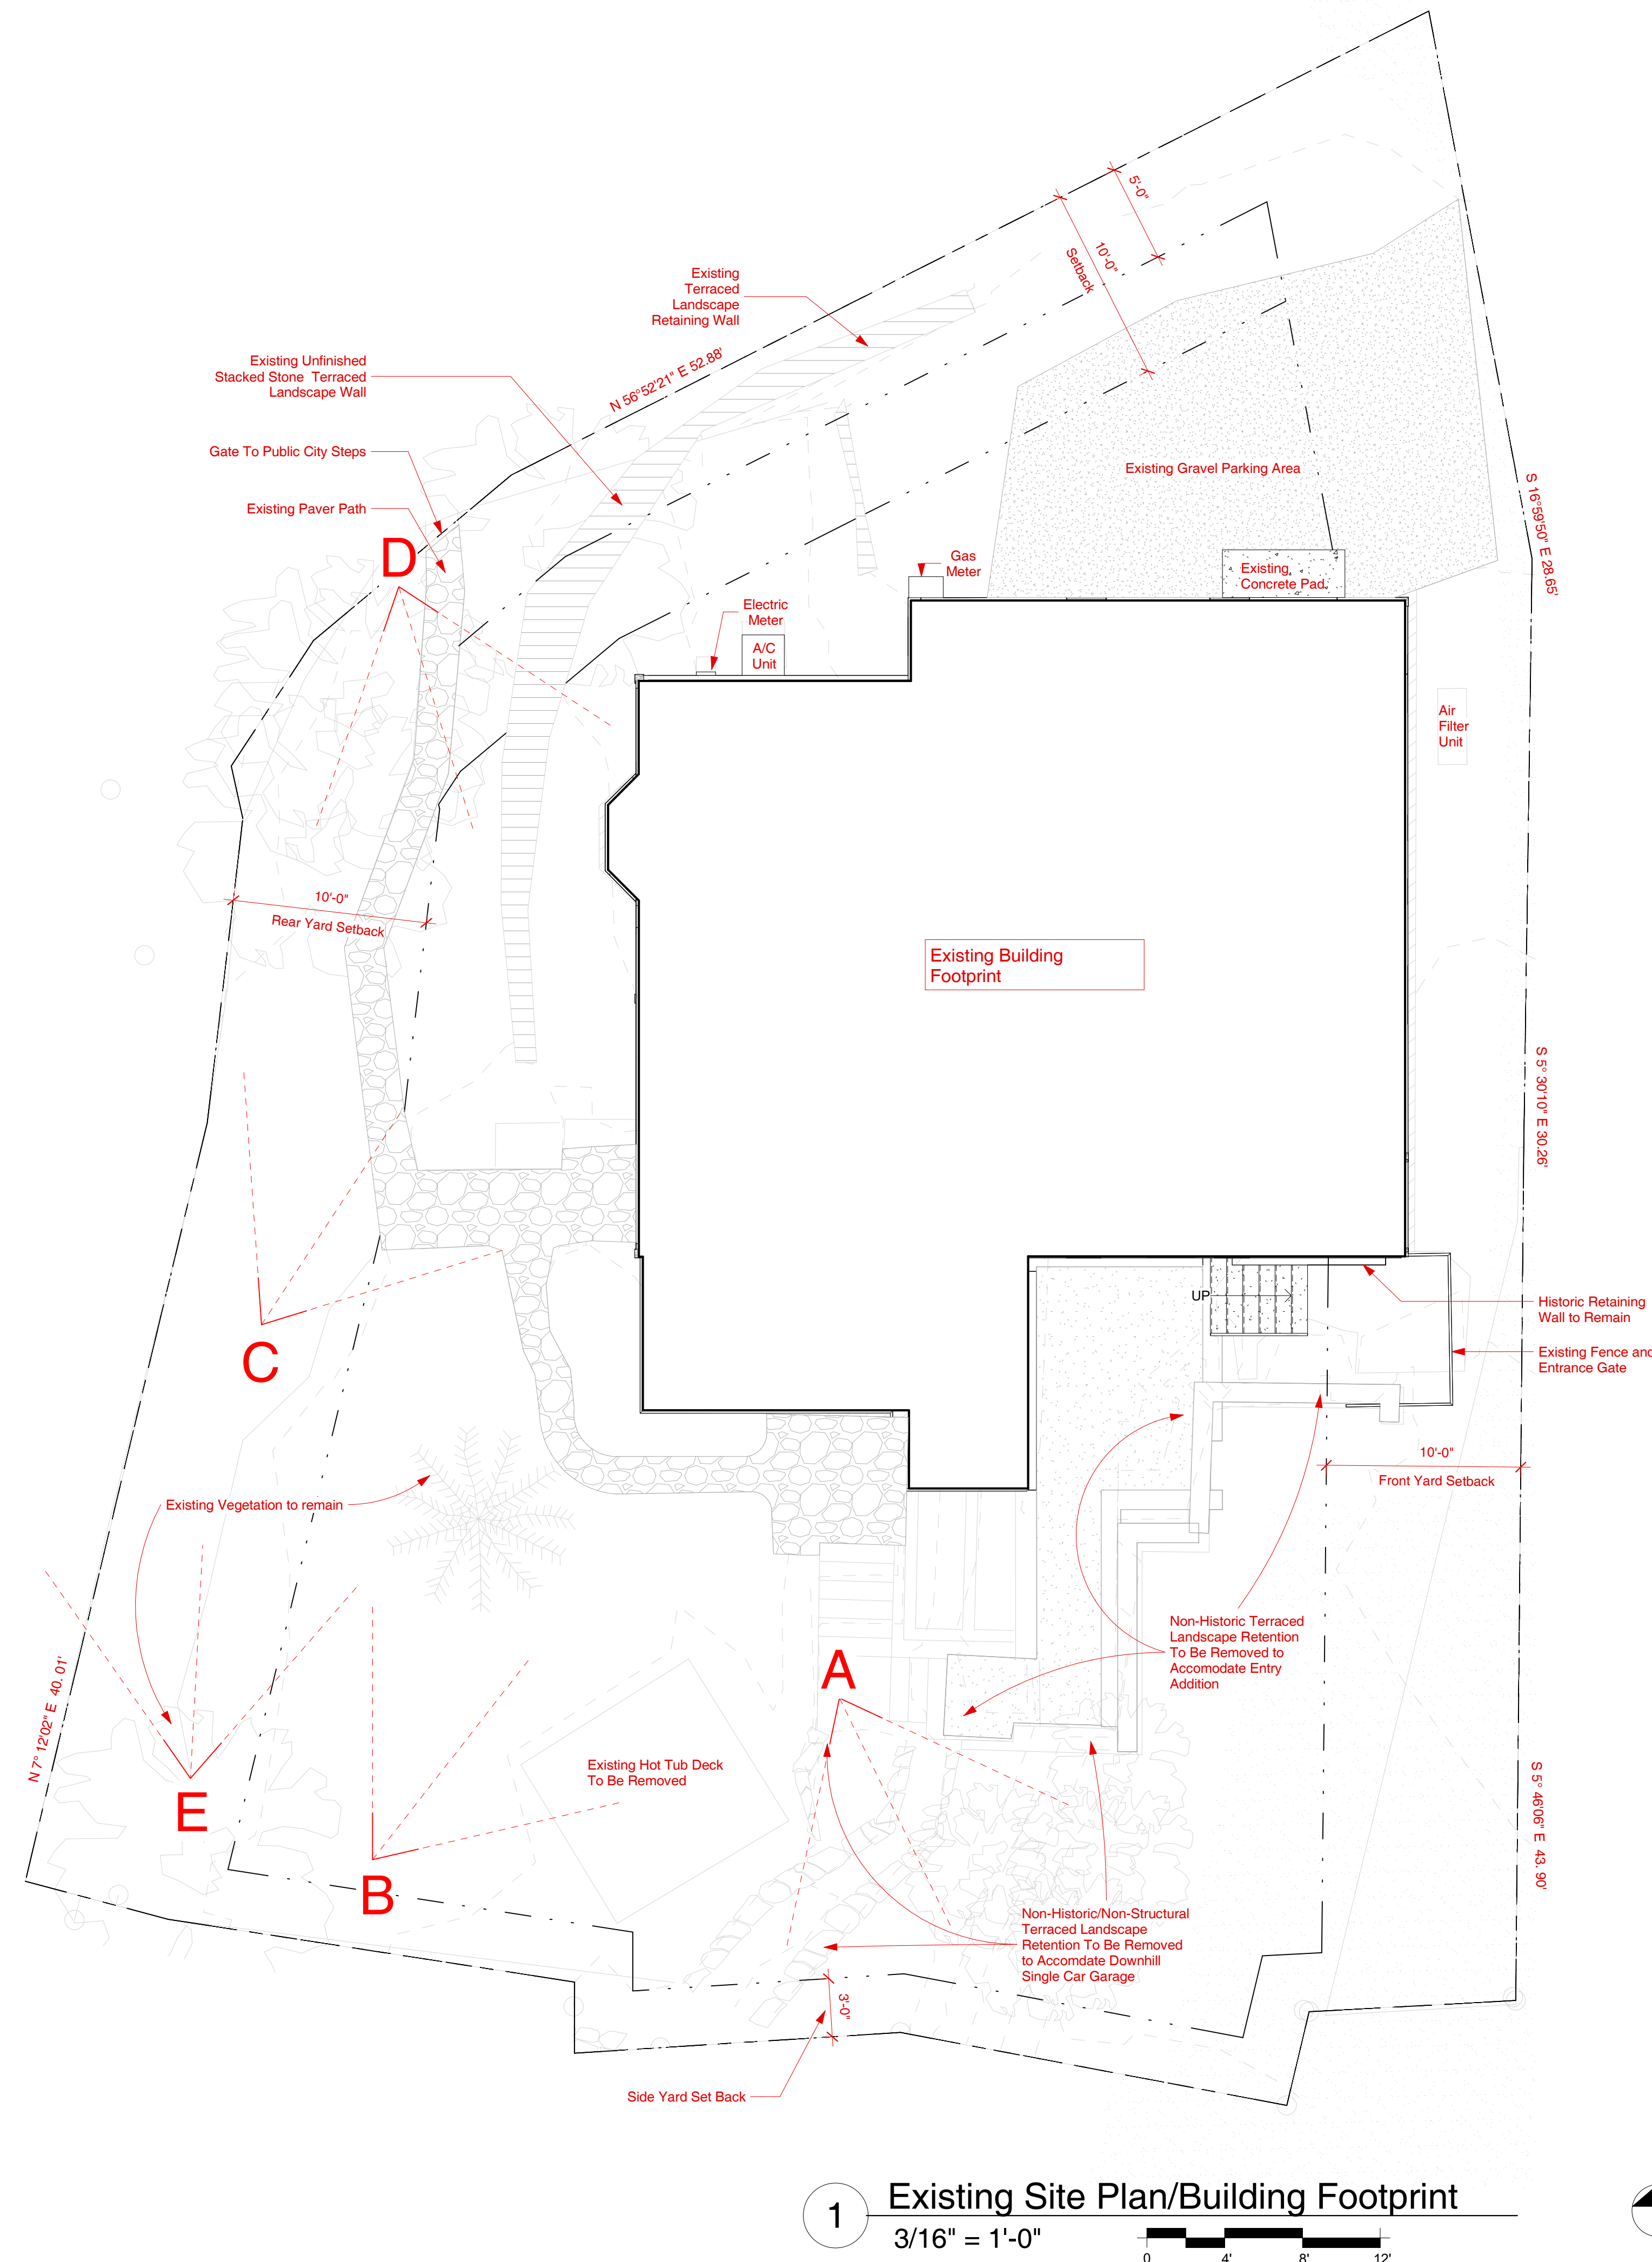 5'-0"
10'-0"
Setback
Existing
Terraced
Landscape
Retaining Wall
N 56°52'21" E 52.88'
Existing Unfinished
Stacked Stone Terraced
Landscape Wall
Gate To Public City Steps
Existing Paver Path
D
Existing Gravel Parking Area
S 16°59'50" E 28.65'
Gas
Meter
Existing
Concrete Pad
Electric
Meter
A/C
Unit
Air
Filter
Unit
10'-0"
Rear Yard Setback
Existing Building
Footprint
S 5° 30'10" E 30.26'
UP
Historic Retaining
Wall to Remain
Existing Fence and
Entrance Gate
C
10'-0"
Front Yard Setback
Existing Vegetation to remain
Non-Historic Terraced
Landscape Retention
To Be Removed to
Accomodate Entry
Addition
A
N 7° 12'02" E 40. 01'
Existing Hot Tub Deck
To Be Removed
E
B
S 5° 46'06" E 43. 90'
Non-Historic/Non-Structural
Terraced Landscape
Retention To Be Removed
to Accomdate Downhill
Single Car Garage
3'-0"
Side Yard Set Back
1
Existing Site Plan/Building Footprint
3/16" = 1'-0"
0 4' 8' 12'